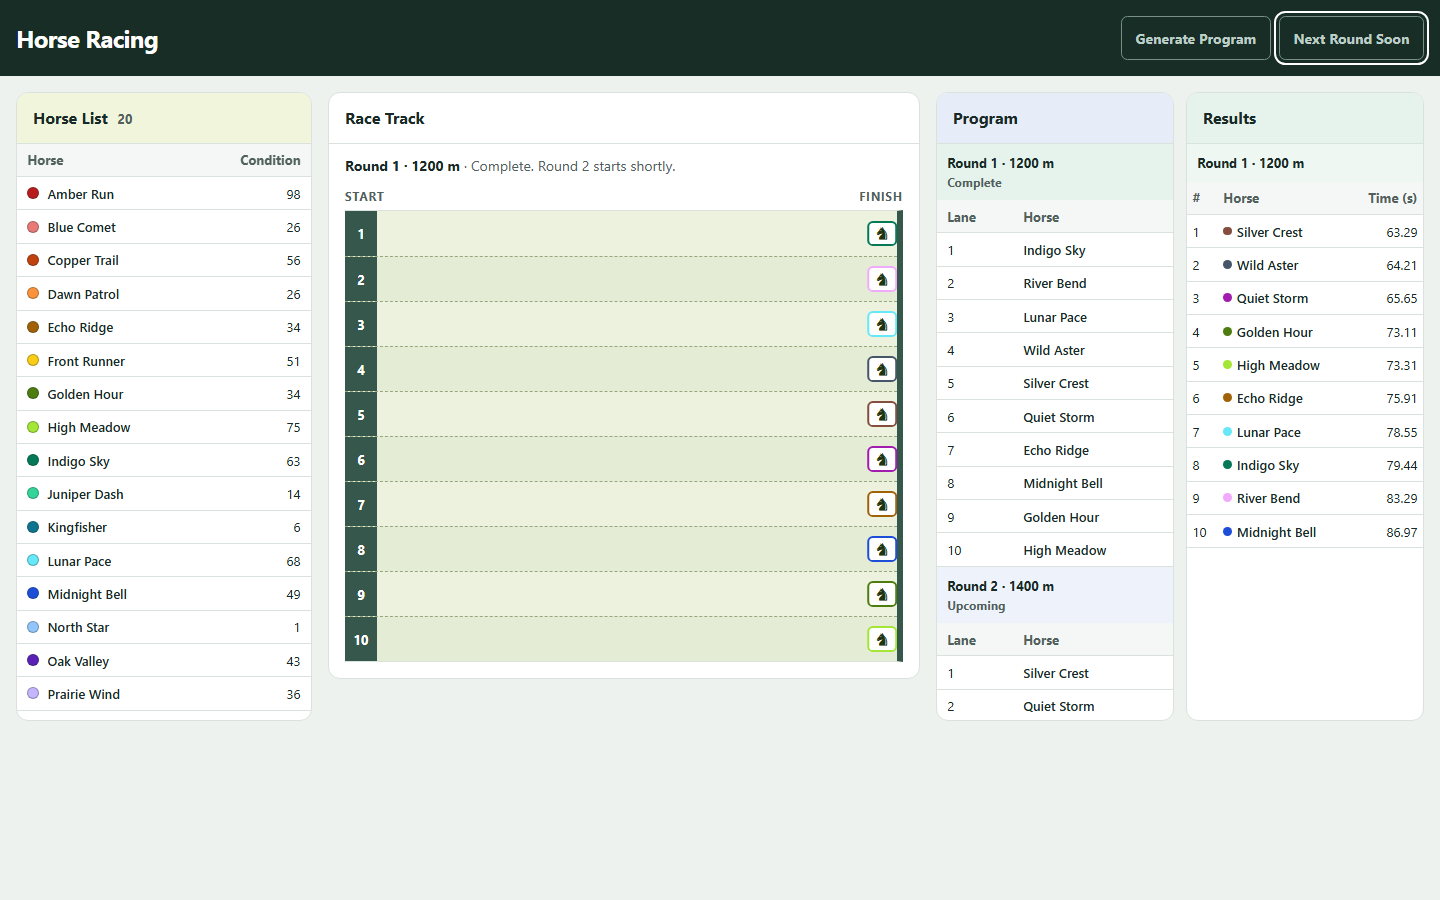 Horse Racing
Generate Program
Next Round Soon
Horse List 20
Horse Condition
Amber Run 98
Blue Comet 26
Copper Trail 56
Dawn Patrol 26
Echo Ridge 34
Front Runner 51
Golden Hour 34
High Meadow 75
Indigo Sky 63
Juniper Dash 14
Kingfisher 6
Lunar Pace 68
Midnight Bell 49
North Star 1
Oak Valley 43
Prairie Wind 36
Race Track
Round 1 · 1200 m · Complete. Round 2 starts shortly.
START FINISH
1
2
3
4
5
6
7
8
9
10
Program
Round 1 · 1200 m
Complete
Lane Horse
1 Indigo Sky
2 River Bend
3 Lunar Pace
4 Wild Aster
5 Silver Crest
6 Quiet Storm
7 Echo Ridge
8 Midnight Bell
9 Golden Hour
10 High Meadow
Round 2 · 1400 m
Upcoming
Lane Horse
1 Silver Crest
2 Quiet Storm
Results
Round 1 · 1200 m
# Horse Time (s)
1 Silver Crest 63.29
2 Wild Aster 64.21
3 Quiet Storm 65.65
4 Golden Hour 73.11
5 High Meadow 73.31
6 Echo Ridge 75.91
7 Lunar Pace 78.55
8 Indigo Sky 79.44
9 River Bend 83.29
10 Midnight Bell 86.97